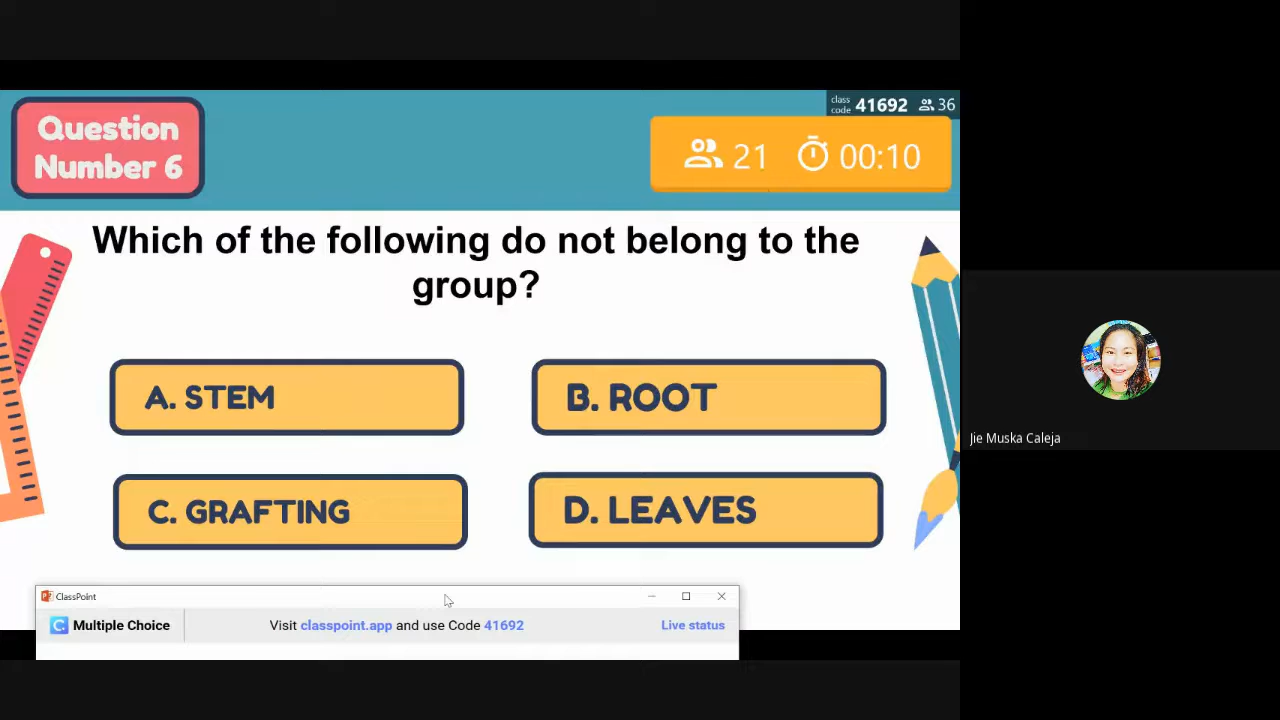 Question
Number 6
class
code 41692 36
21 00:10
Which of the following do not belong to the
group?
A. STEM
B. ROOT
C. GRAFTING
D. LEAVES
Jie Muska Caleja
ClassPoint
Multiple Choice
Visit classpoint.app and use Code 41692
Live status